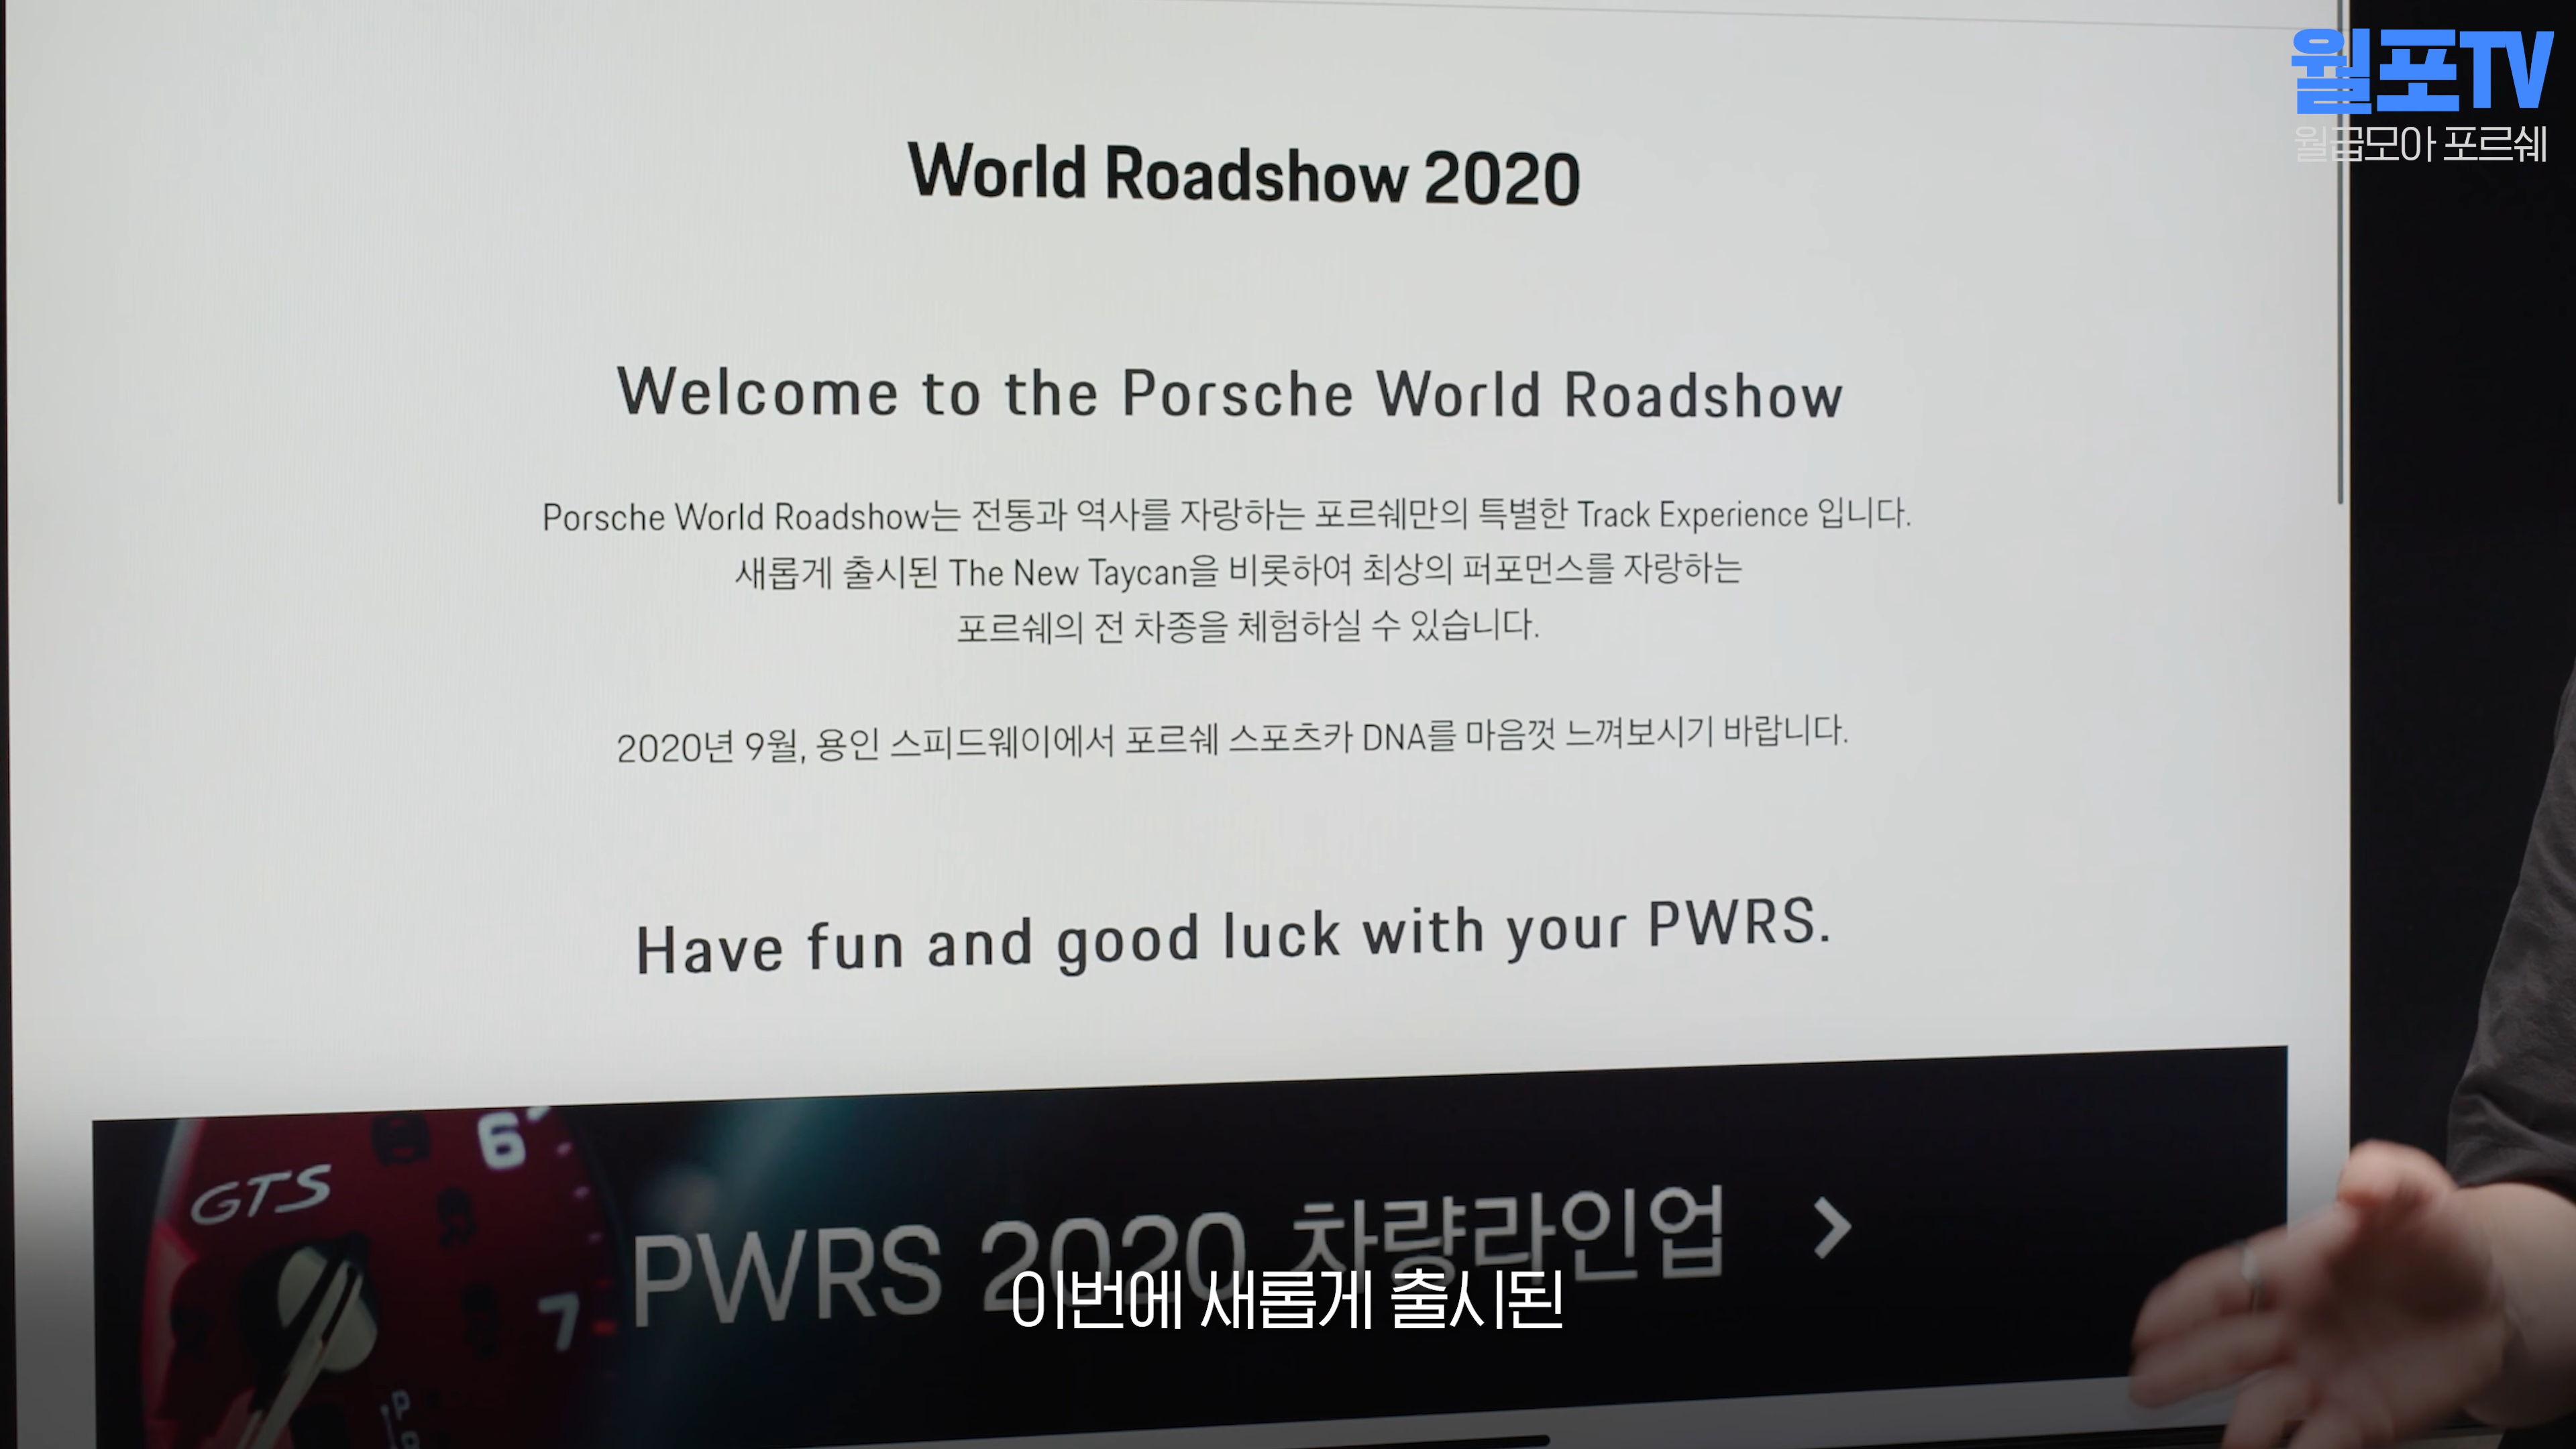 월포TV
월급모아 포르쉐
World Roadshow 2020
Welcome to the Porsche World Roadshow
Porsche World Roadshow는 전통과 역사를 자랑하는 포르쉐만의 특별한 Track Experience 입니다.
새롭게 출시된 The New Taycan을 비롯하여 최상의 퍼포먼스를 자랑하는
포르쉐의 전 차종을 체험하실 수 있습니다.
2020년 9월, 용인 스피드웨이에서 포르쉐 스포츠카 DNA를 마음껏 느껴보시기 바랍니다.
Have fun and good luck with your PWRS.
6
GTS
7
P
PWRS 2020 차량라인업
이번에 새롭게 출시된